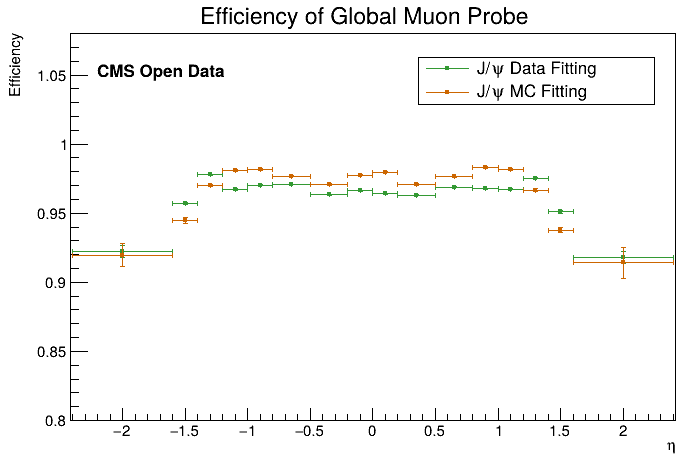 Efficiency of Global Muon Probe
Efficiency
CMS Open Data
J/ψ Data Fitting
J/ψ MC Fitting
1.05
1
0.95
0.9
0.85
0.8
−2 −1.5 −1 −0.5 0 0.5 1 1.5 2
η